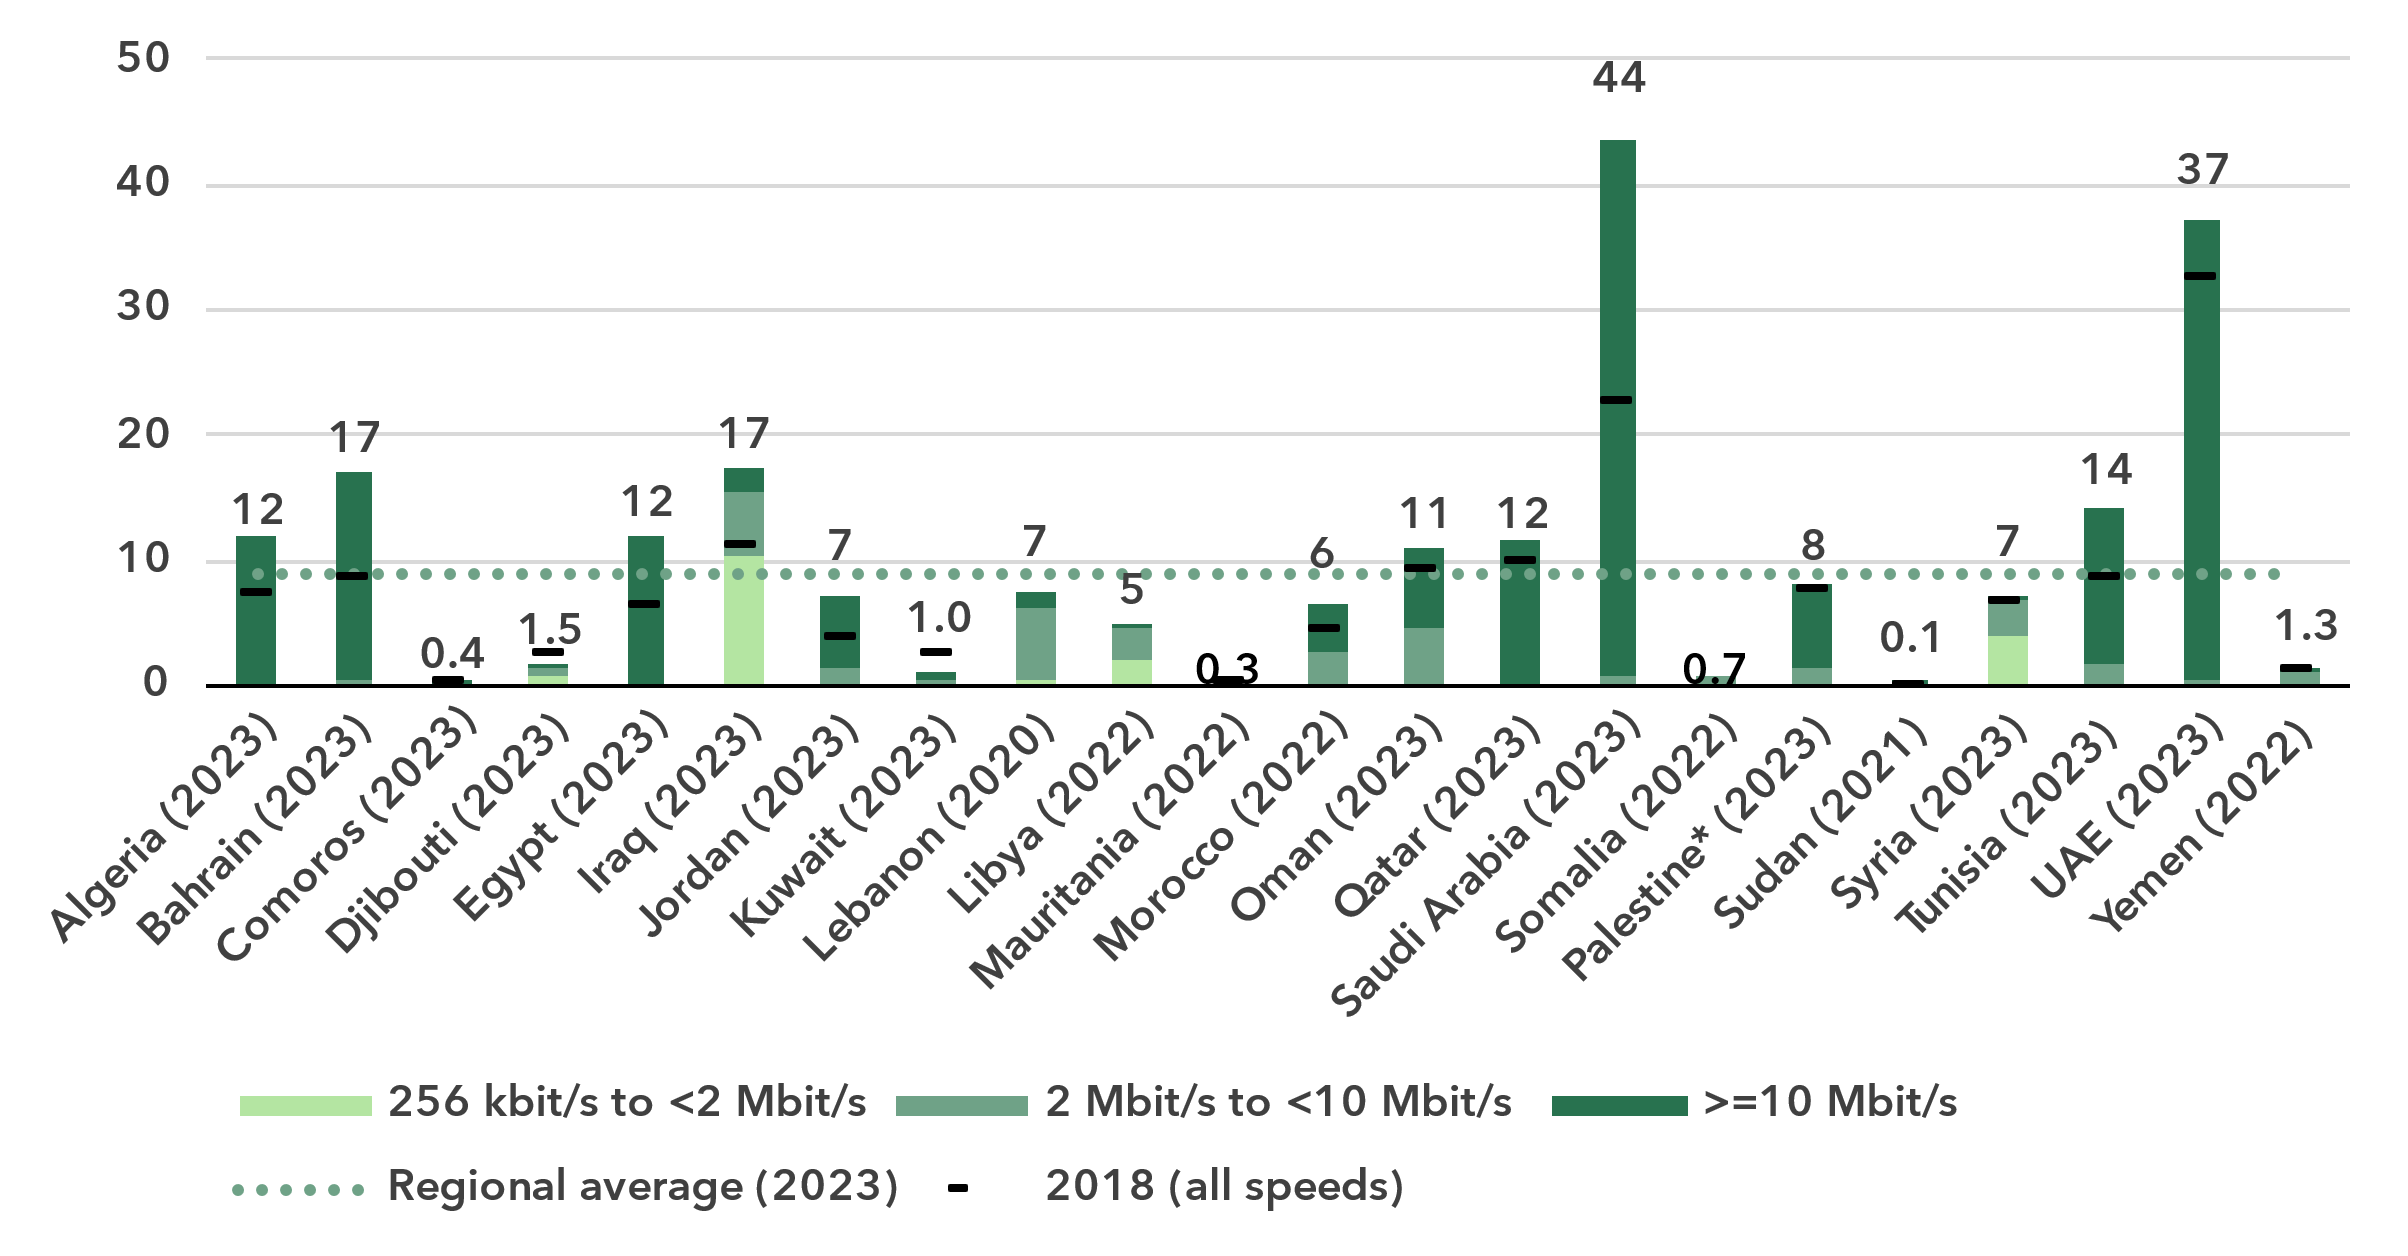 50
40
30
20
10
0
12
17
0.4
1.5
12
17
7
1.0
7
5
0.3
6
11
12
44
0.7
8
0.1
7
14
37
1.3
Algeria (2023)
Bahrain (2023)
Comoros (2023)
Djibouti (2023)
Egypt (2023)
Iraq (2023)
Jordan (2023)
Kuwait (2023)
Lebanon (2020)
Libya (2022)
Mauritania (2022)
Morocco (2022)
Oman (2023)
Qatar (2023)
Saudi Arabia (2023)
Somalia (2022)
Palestine* (2023)
Sudan (2021)
Syria (2023)
Tunisia (2023)
UAE (2023)
Yemen (2022)
256 kbit/s to <2 Mbit/s 2 Mbit/s to <10 Mbit/s >=10 Mbit/s
Regional average (2023) 2018 (all speeds)